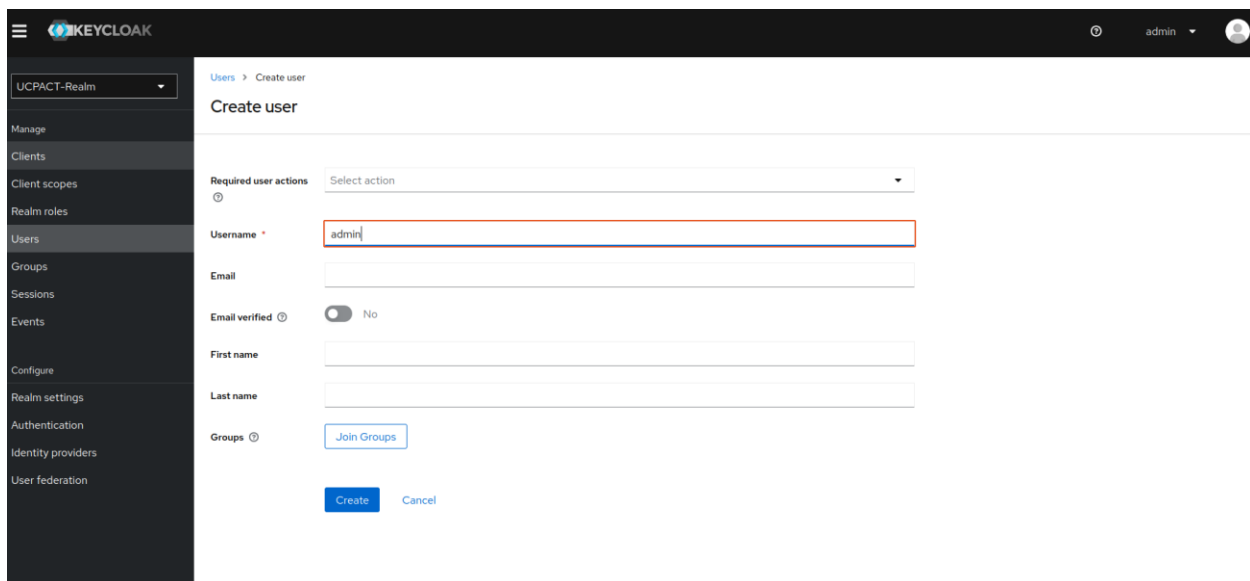 KEYCLOAK
admin
UCPACT-Realm
Manage
Clients
Client scopes
Realm roles
Users
Groups
Sessions
Events
Configure
Realm settings
Authentication
Identity providers
User federation
Users > Create user
Create user
Required user actions Select action
Username * admin
Email
Email verified No
First name
Last name
Groups Join Groups
Create Cancel